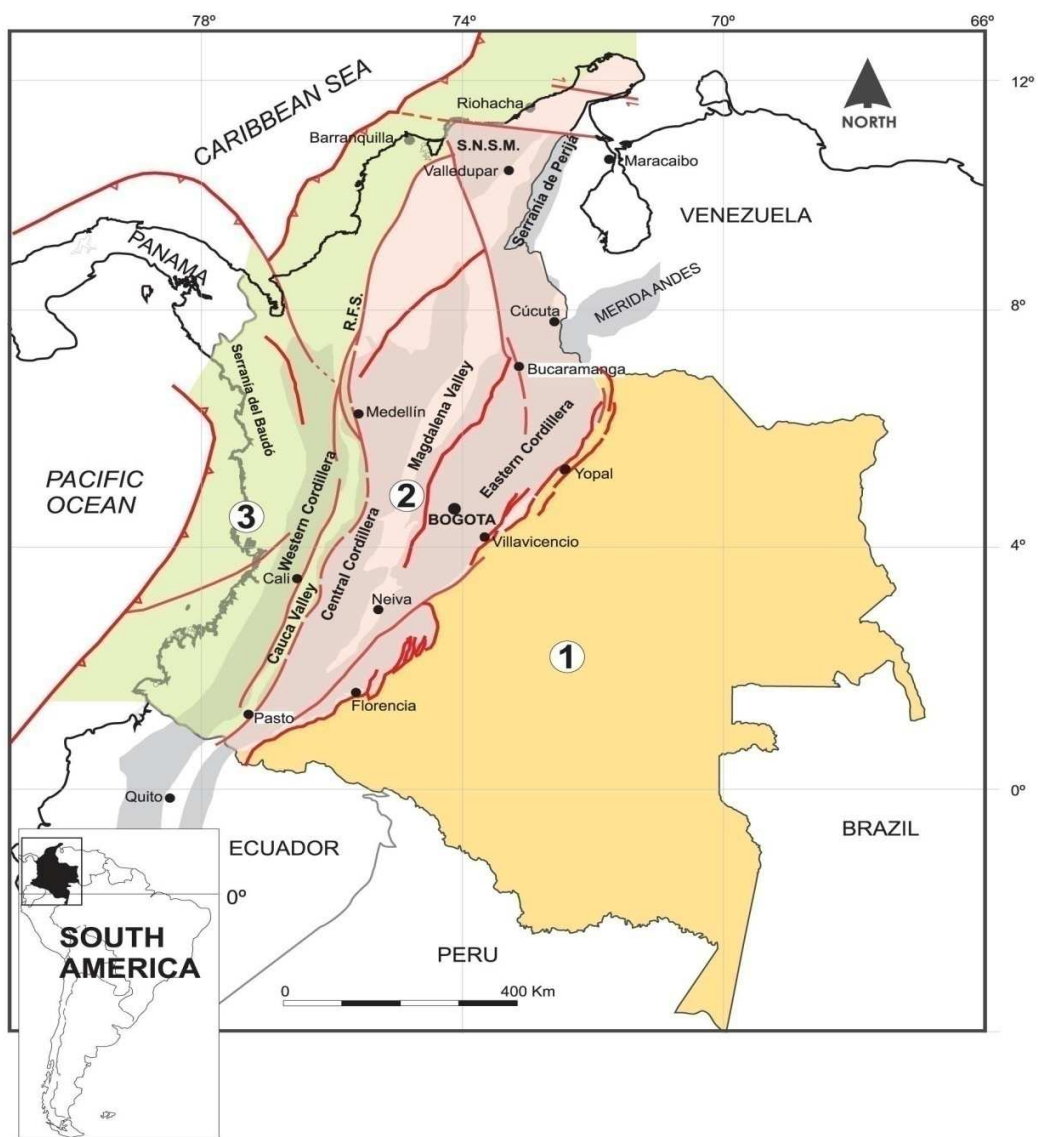 78º
74º
70º
66º
12º
CARIBBEAN SEA
NORTH
Riohacha
Barranquilla
S.N.S.M.
Valledupar
Maracaibo
Serranía de Perijá
VENEZUELA
PANAMA
MERIDA ANDES
Cúcuta
8º
R.F.S.
Serranía del Baudó
Bucaramanga
Medellín
Magdalena Valley
Eastern Cordillera
PACIFIC
OCEAN
Yopal
2
3
Western Cordillera
BOGOTA
Villavicencio
4º
Cali
Central Cordillera
Neiva
Cauca Valley
1
Florencia
Pasto
0º
Quito
BRAZIL
ECUADOR
0º
SOUTH
AMERICA
PERU
0
400 Km